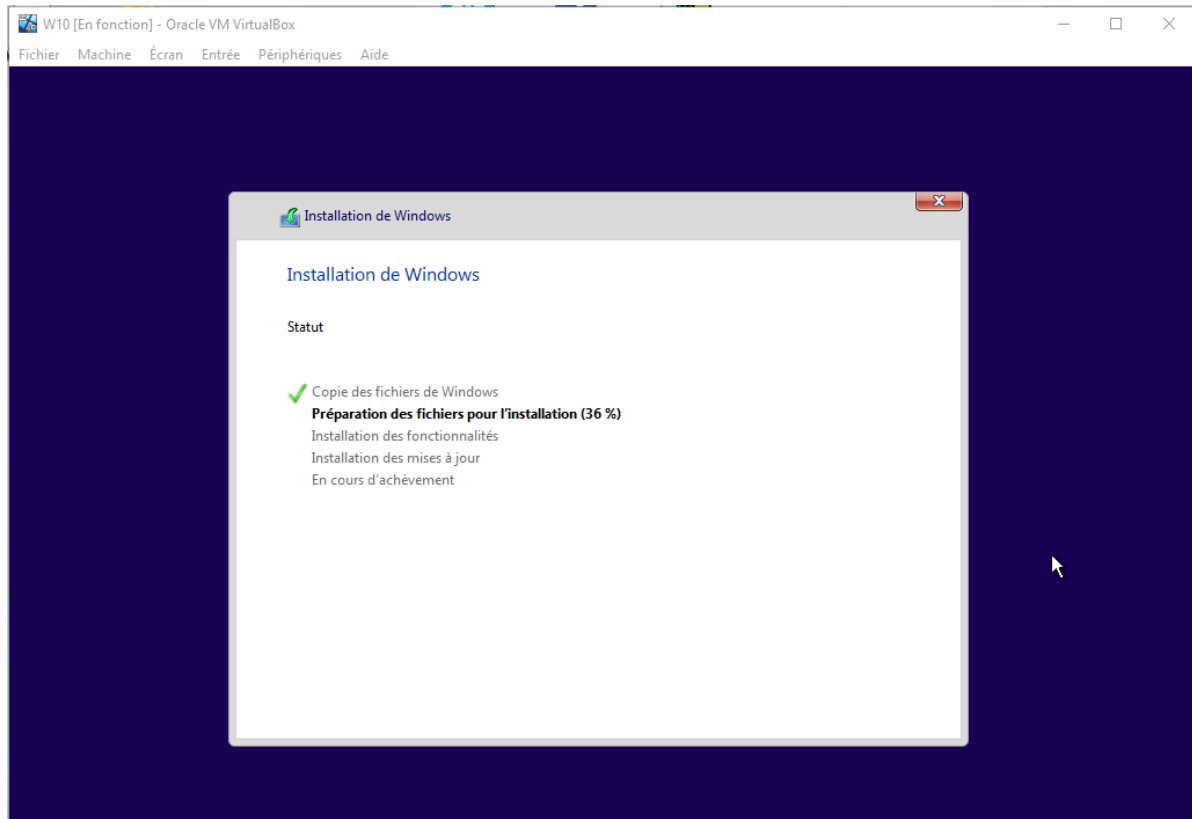 W10 [En fonction] - Oracle VM VirtualBox
Fichier Machine Écran Entrée Périphériques Aide
Installation de Windows
Installation de Windows
Statut
Copie des fichiers de Windows
Préparation des fichiers pour l'installation (36 %)
Installation des fonctionnalités
Installation des mises à jour
En cours d'achèvement